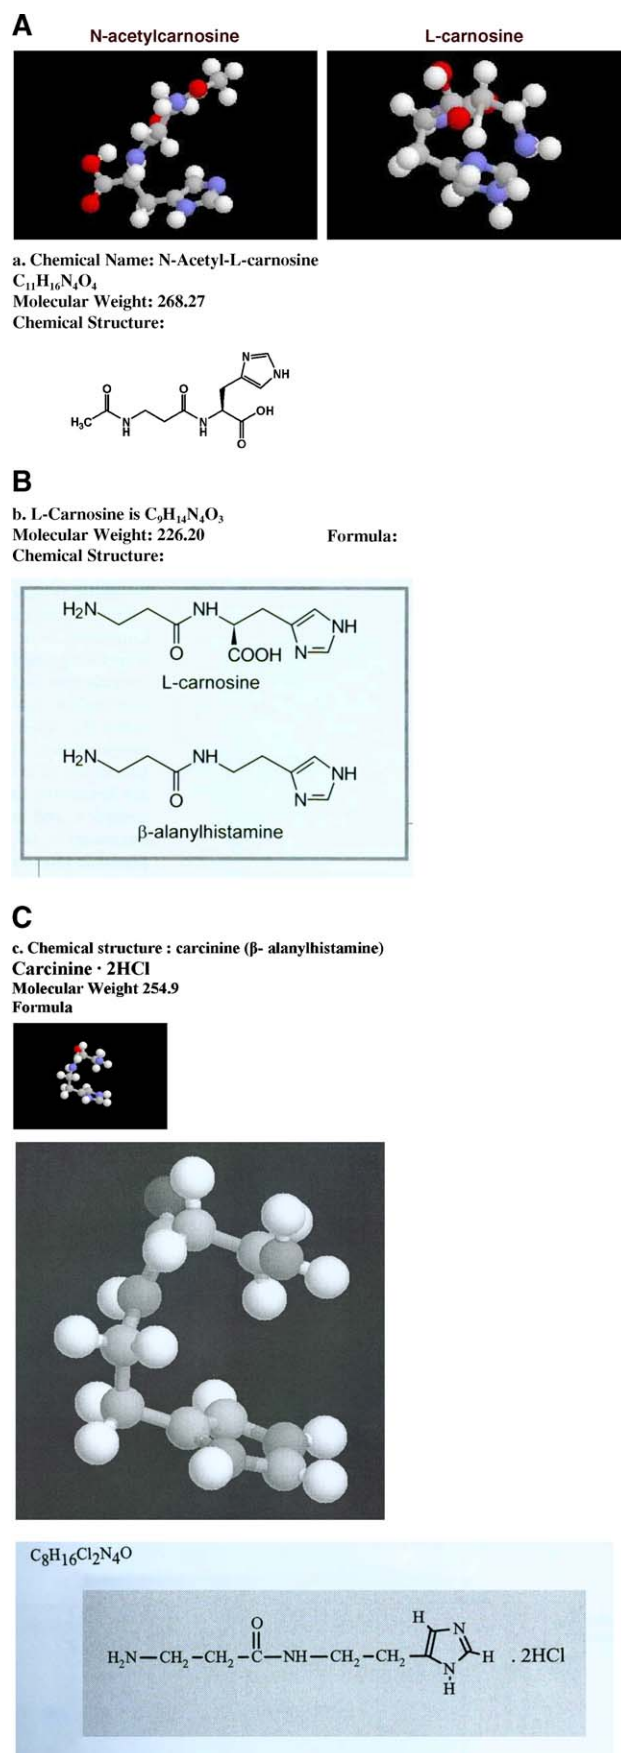 A
N-acetylcarnosine
L-carnosine
a. Chemical Name: N-Acetyl-L-carnosine
C₁₁H₁₆N₄O₄
Molecular Weight: 268.27
Chemical Structure:
N
NH
O
O
OH
H₃C
N
H
N
H
O
B
b. L-Carnosine is C₉H₁₄N₄O₃
Molecular Weight: 226.20 Formula:
Chemical Structure:
H₂N
NH
NH
O
COOH
N
L-carnosine
H₂N
NH
NH
O
N
β-alanylhistamine
C
c. Chemical structure : carcinine (β- alanylhistamine)
Carcinine · 2HCl
Molecular Weight 254.9
Formula
C₈H₁₆Cl₂N₄O
O
H
N
H₂N—CH₂—CH₂—C—NH—CH₂—CH₂
H
. 2HCl
N
H